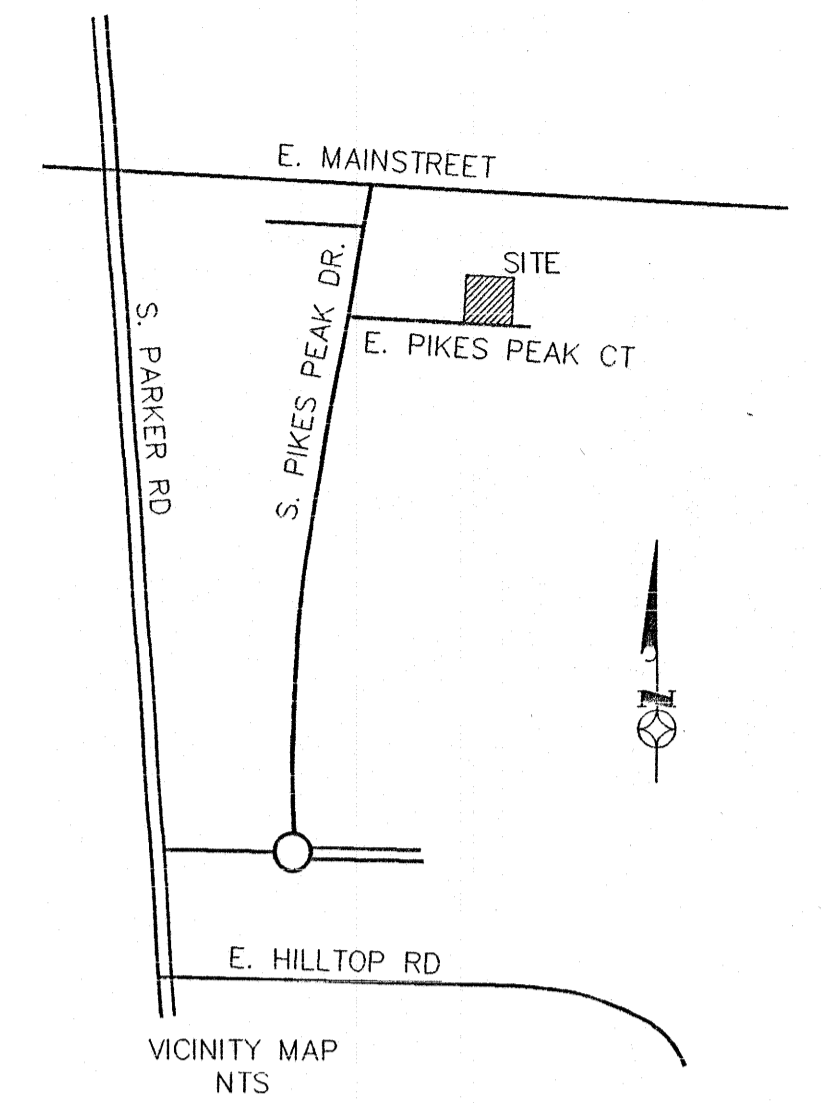 E. MAINSTREET
SITE
S. PIKES PEAK DR.
E. PIKES PEAK CT
S. PARKER RD
N
E. HILLTOP RD
VICINITY MAP
NTS